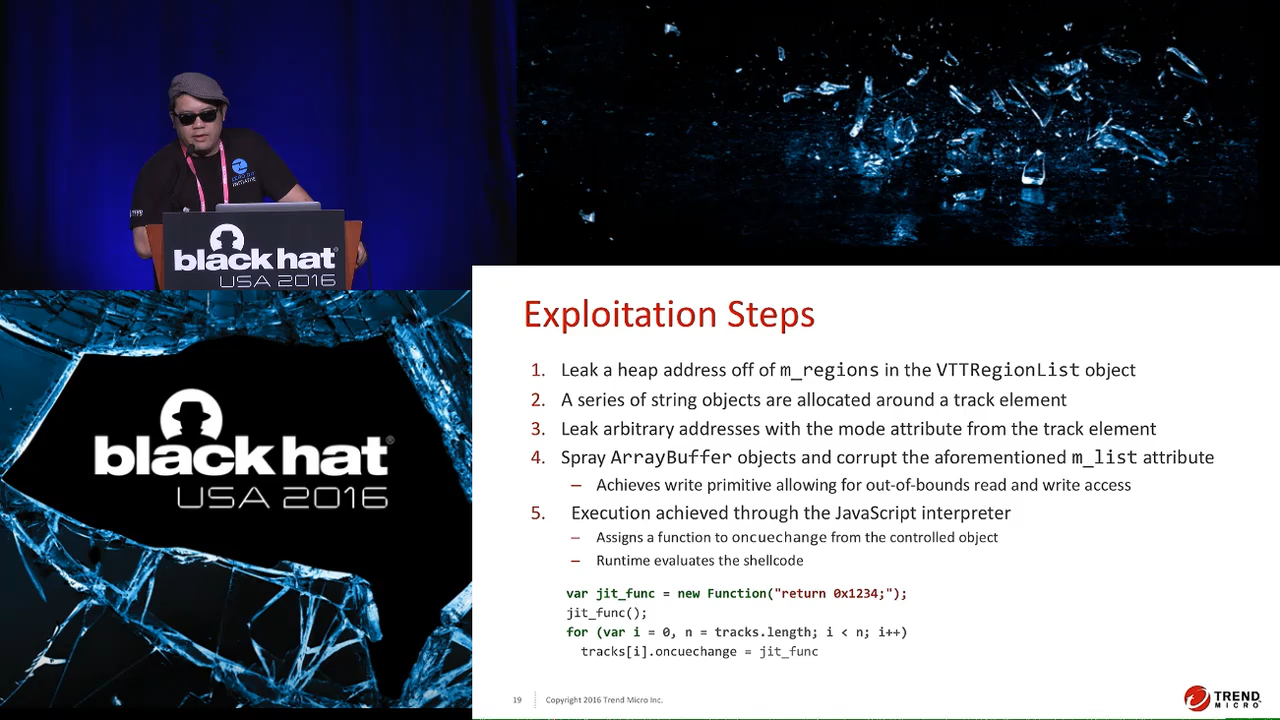 ZERO DAY
INITIATIVE
black hat®
USA 2016
black hat®
USA 2016
Exploitation Steps
1. Leak a heap address off of m_regions in the VTTRegionList object
2. A series of string objects are allocated around a track element
3. Leak arbitrary addresses with the mode attribute from the track element
4. Spray ArrayBuffer objects and corrupt the aforementioned m_list attribute
– Achieves write primitive allowing for out-of-bounds read and write access
5. Execution achieved through the JavaScript interpreter
– Assigns a function to oncuechange from the controlled object
– Runtime evaluates the shellcode
var jit_func = new Function("return 0x1234;");
jit_func();
for (var i = 0, n = tracks.length; i < n; i++)
tracks[i].oncuechange = jit_func
19 Copyright 2016 Trend Micro Inc.
TREND
MICRO